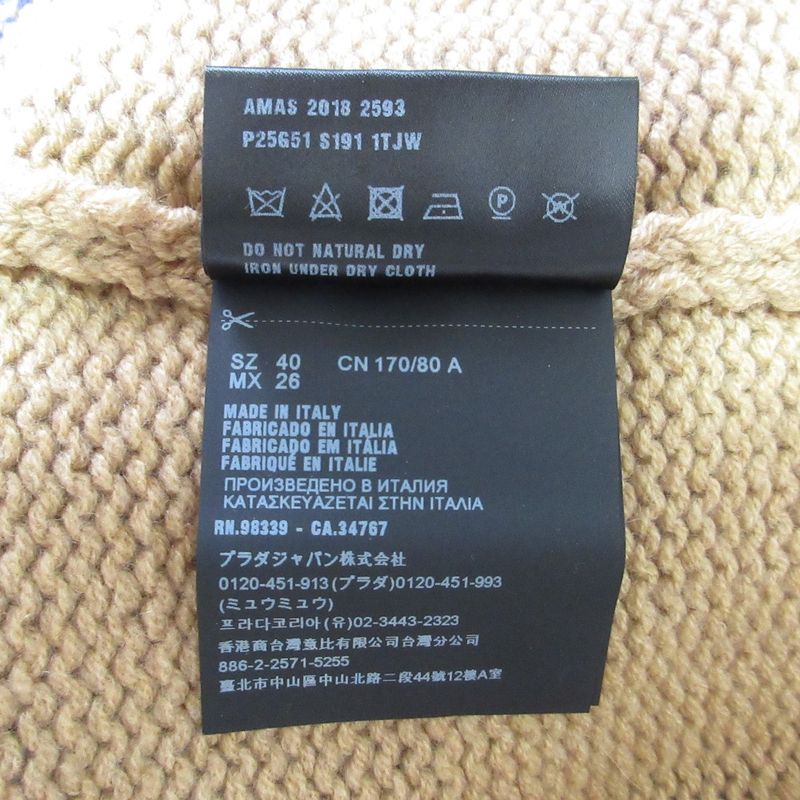 AMAS 2018 2593
P25G51 S191 1TJW
P
W
DO NOT NATURAL DRY
IRON UNDER DRY CLOTH
SZ 40 CN 170/80 A
MX 26
MADE IN ITALY
FABRICADO EN ITALIA
FABRICADO EM ITÁLIA
FABRIQUÉ EN ITALIE
ПРОИЗВЕДЕНО В ИТАЛИЯ
ΚΑΤΑΣΚΕΥΑΖΕΤΑΙ ΣΤΗΝ ΙΤΑΛΙΑ
RN.98339 - CA.34767
プラダジャパン株式会社
0120-451-913(プラダ)0120-451-993
(ミュウミュウ)
프라다코리아(유)02-3443-2323
香港商台灣意比有限公司台灣分公司
886-2-2571-5255
臺北市中山區中山北路二段44號12樓A室